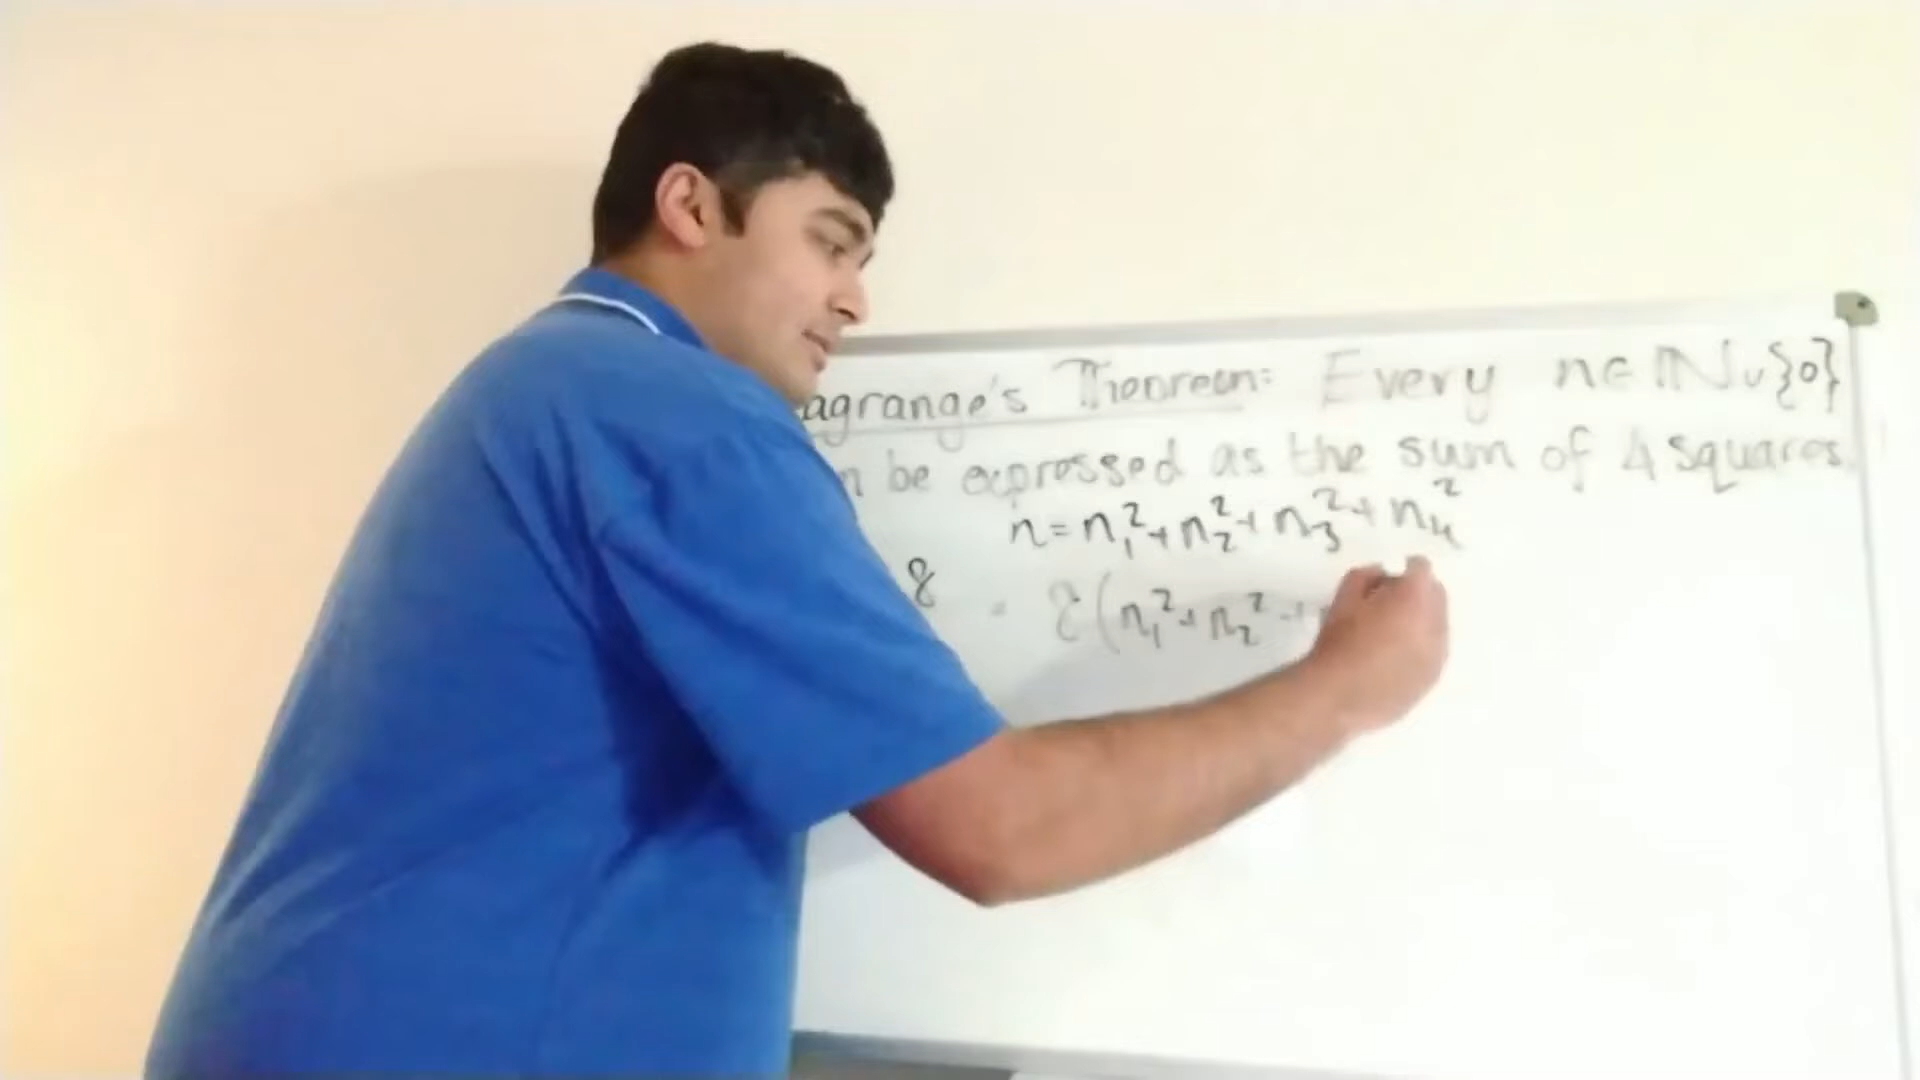 agrange's Theorem: Every n∈ℕ∪{0}
n be expressed as the sum of 4 squares.
n = n₁² + n₂² + n₃² + n₄²
8 8(n₁² + n₂² +